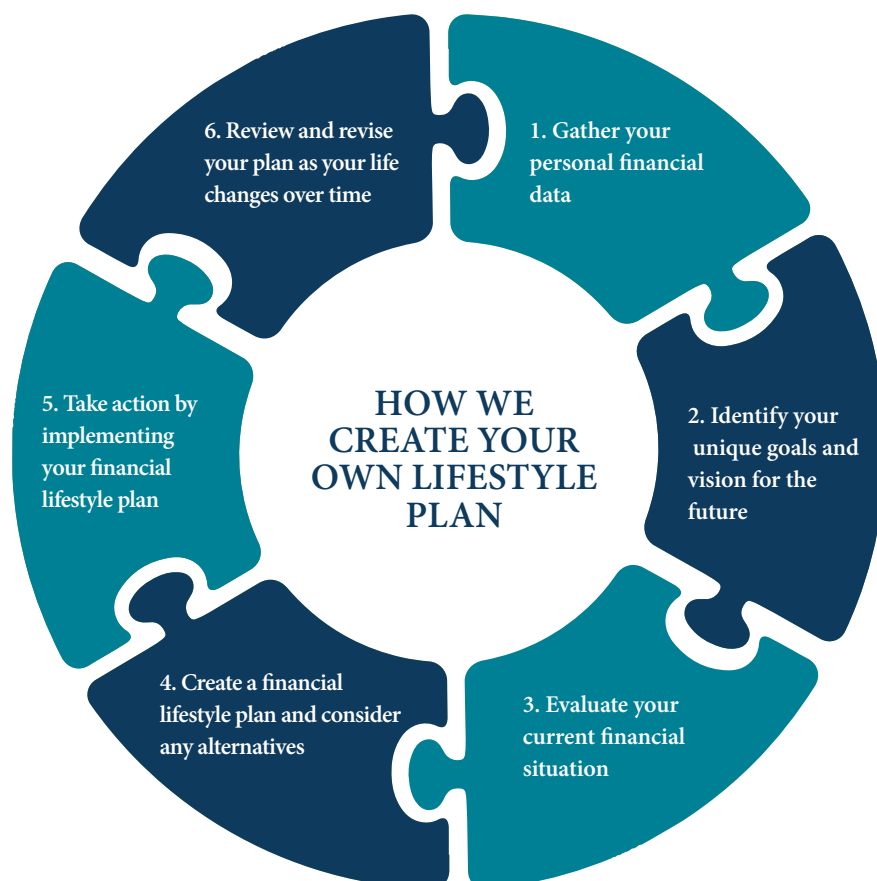 HOW WE
CREATE YOUR
OWN LIFESTYLE
PLAN
1. Gather your
personal financial
data
2. Identify your
unique goals and
vision for the
future
3. Evaluate your
current financial
situation
4. Create a financial
lifestyle plan and consider
any alternatives
5. Take action by
implementing
your financial
lifestyle plan
6. Review and revise
your plan as your life
changes over time